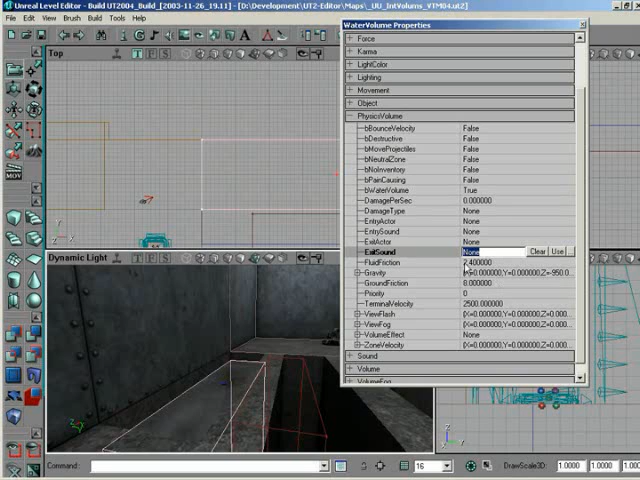 Unreal Level Editor - Build UT2004_Build_[2003-11-26_19.11] - [D:\Development\UT2-Editor\Maps\_UU_IntVolums_VTM04.ut2]
File Edit View Brush Build Tools Help
WaterVolume Properties
Force
Karma
LightColor
Lighting
Movement
Object
PhysicsVolume
bBounceVelocity False
bDestructive False
bMoveProjectiles False
bNeutralZone False
bNoInventory False
bPainCausing False
bWaterVolume True
DamagePerSec 0.000000
DamageType None
EntryActor None
EntrySound None
ExitActor None
ExitSound None Clear Use ...
FluidFriction 2.400000
Gravity (X=0.000000,Y=0.000000,Z=-950.0...
GroundFriction 8.000000
Priority 0
TerminalVelocity 2500.000000
ViewFlash (X=0.000000,Y=0.000000,Z=0.000...
ViewFog (X=0.000000,Y=0.000000,Z=0.000...
VolumeEffect None
ZoneVelocity (X=0.000000,Y=0.000000,Z=0.000...
Sound
Volume
VolumeFog
Top
MOV
Dynamic Light
Command:
16
DrawScale3D: 1.0000 1.0000